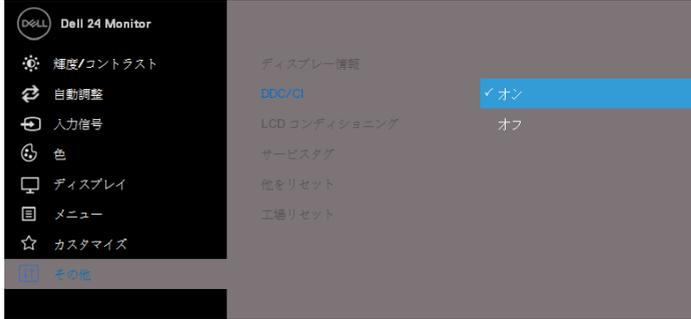 DELL Dell 24 Monitor
輝度/コントラスト
自動調整
入力信号
色
ディスプレイ
メニュー
カスタマイズ
その他
ディスプレー情報
DDC/CI
LCD コンディショニング
サービスタグ
他をリセット
工場リセット
✓ オン
オフ